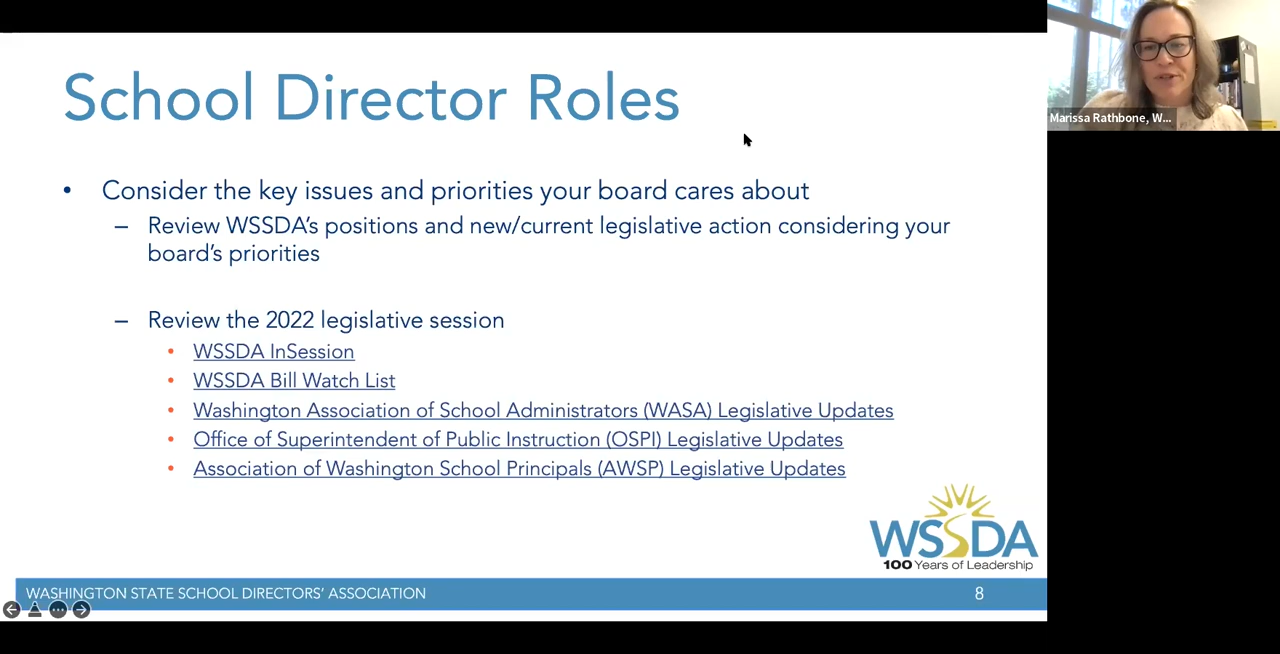 School Director Roles
Marissa Rathbone, W...
• Consider the key issues and priorities your board cares about
– Review WSSDA's positions and new/current legislative action considering your
board's priorities
– Review the 2022 legislative session
• WSSDA InSession
• WSSDA Bill Watch List
• Washington Association of School Administrators (WASA) Legislative Updates
• Office of Superintendent of Public Instruction (OSPI) Legislative Updates
• Association of Washington School Principals (AWSP) Legislative Updates
WSSDA
100 Years of Leadership
WASHINGTON STATE SCHOOL DIRECTORS' ASSOCIATION
8